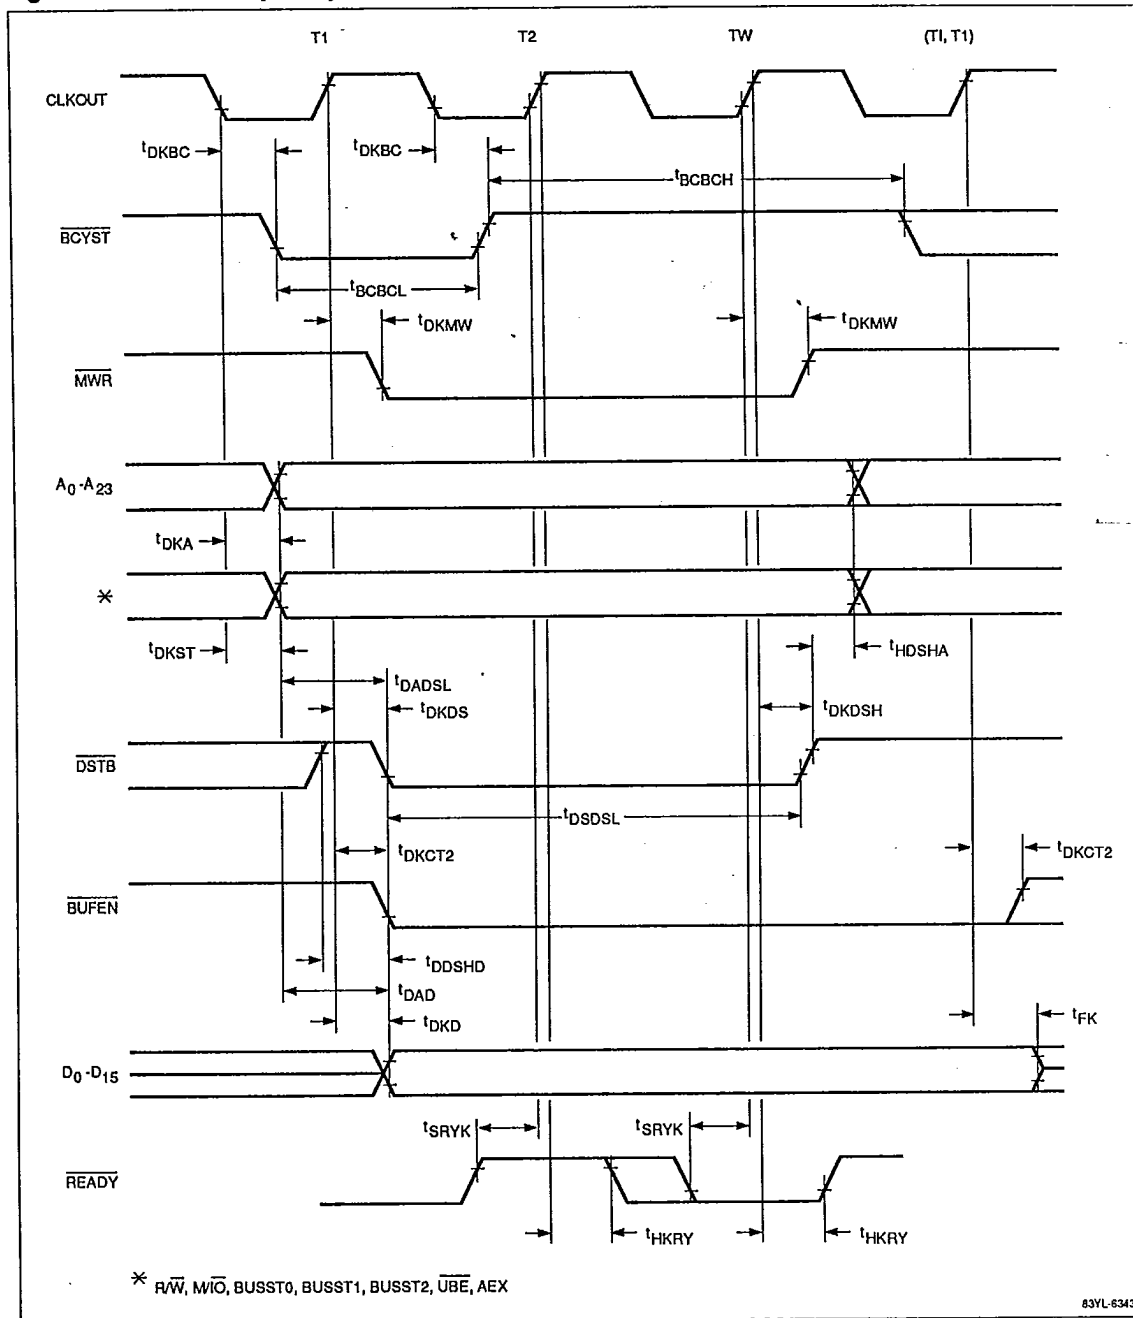 T1 T2 TW (TI, T1)
CLKOUT
tDKBC tDKBC
tBCBCH
BCYST
tBCBCL
tDKMW tDKMW
MWR
A0-A23
tDKA
*
tDKST tHDSHA
tDADSL
tDKDS tDKDSH
DSTB
tDSDSL
tDKCT2 tDKCT2
BUFEN
tDDSHD
tDAD
tDKD tFK
D0-D15
tSRYK tSRYK
READY
tHKRY tHKRY
* R/W, M/IO, BUSST0, BUSST1, BUSST2, UBE, AEX
83YL-6343